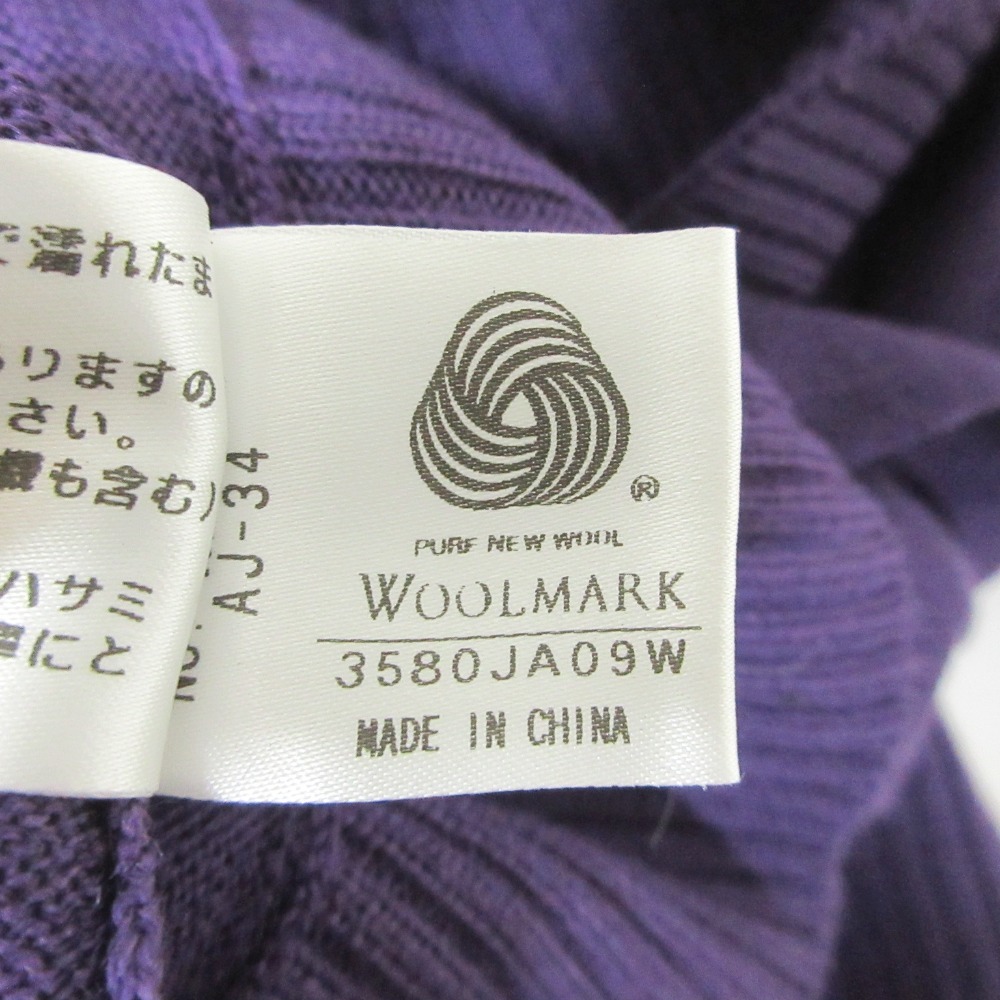 濡れたま
りますの
さい。
も含む)
ハサミ
にと
AJ-34
®
PURE NEW WOOL
WOOLMARK
3580JA09W
MADE IN CHINA